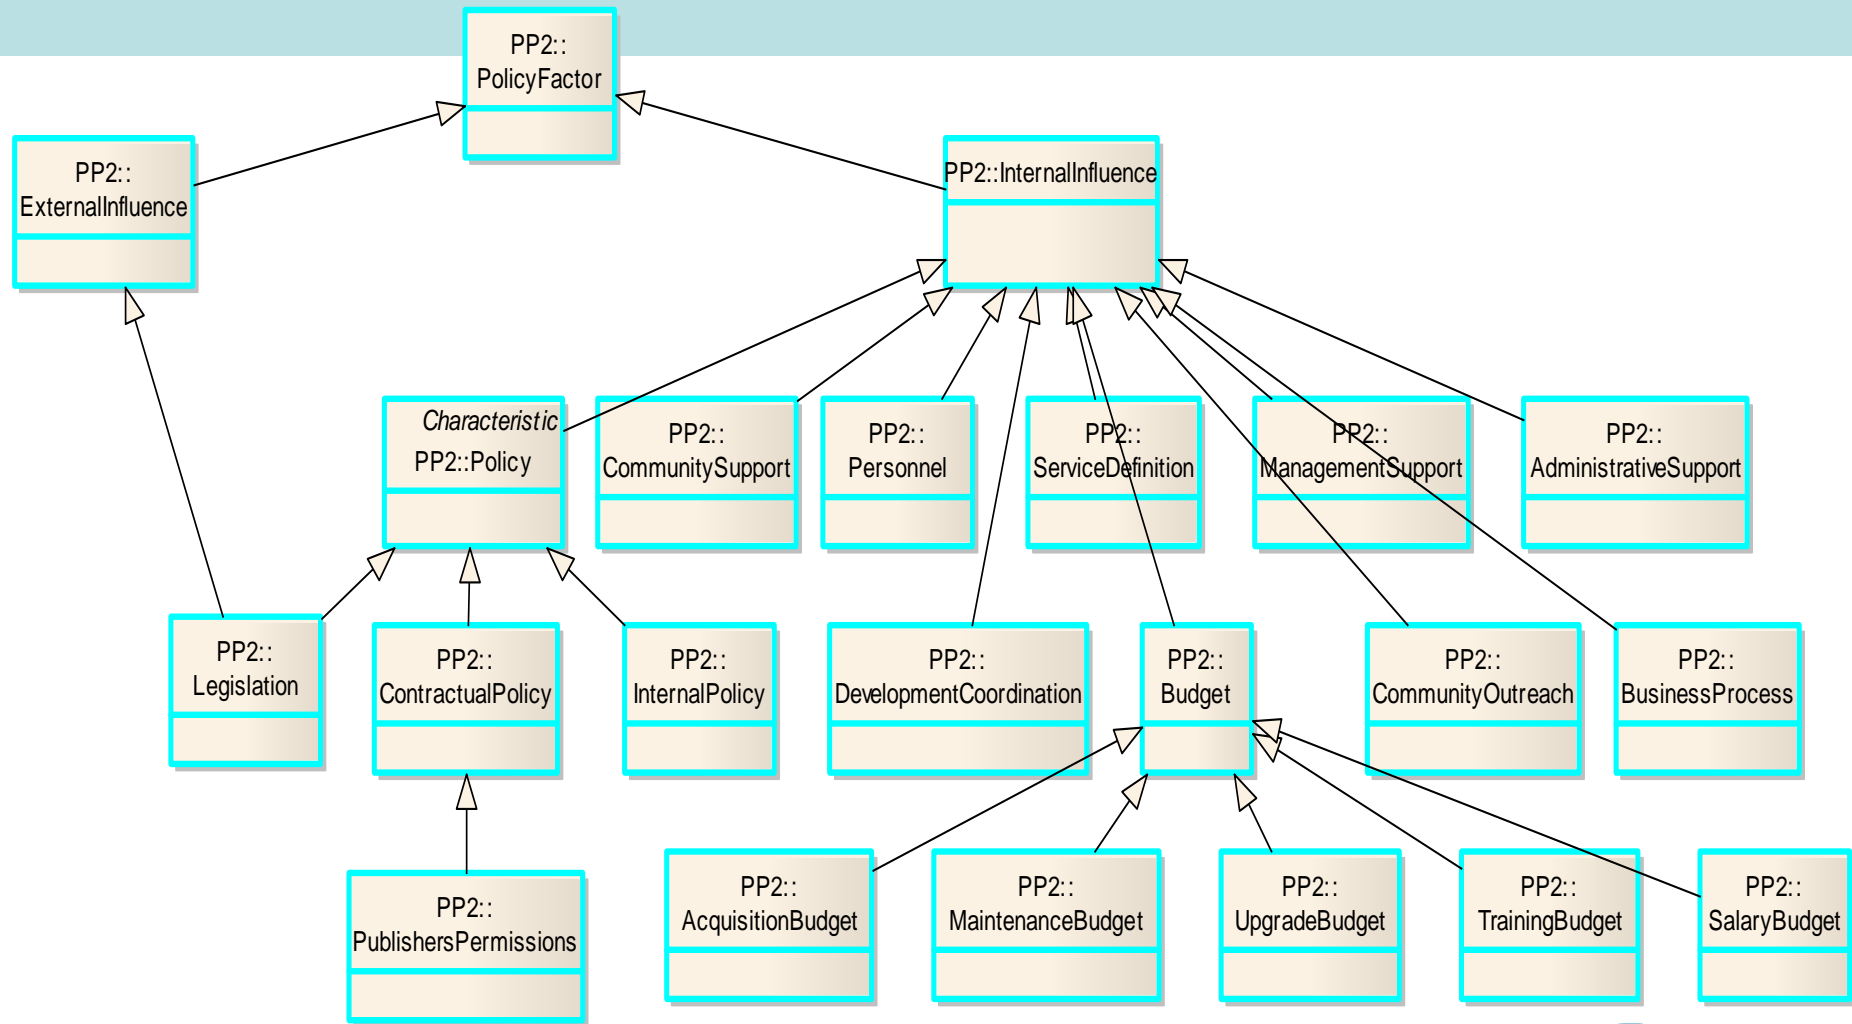 PP2::
PolicyFactor
PP2::
ExternalInfluence
PP2::InternalInfluence
Characteristic
PP2::Policy
PP2::
CommunitySupport
PP2::
Personnel
PP2::
ServiceDefinition
PP2::
ManagementSupport
PP2::
AdministrativeSupport
PP2::
Legislation
PP2::
ContractualPolicy
PP2::
InternalPolicy
PP2::
DevelopmentCoordination
PP2::
Budget
PP2::
CommunityOutreach
PP2::
BusinessProcess
PP2::
PublishersPermissions
PP2::
AcquisitionBudget
PP2::
MaintenanceBudget
PP2::
UpgradeBudget
PP2::
TrainingBudget
PP2::
SalaryBudget